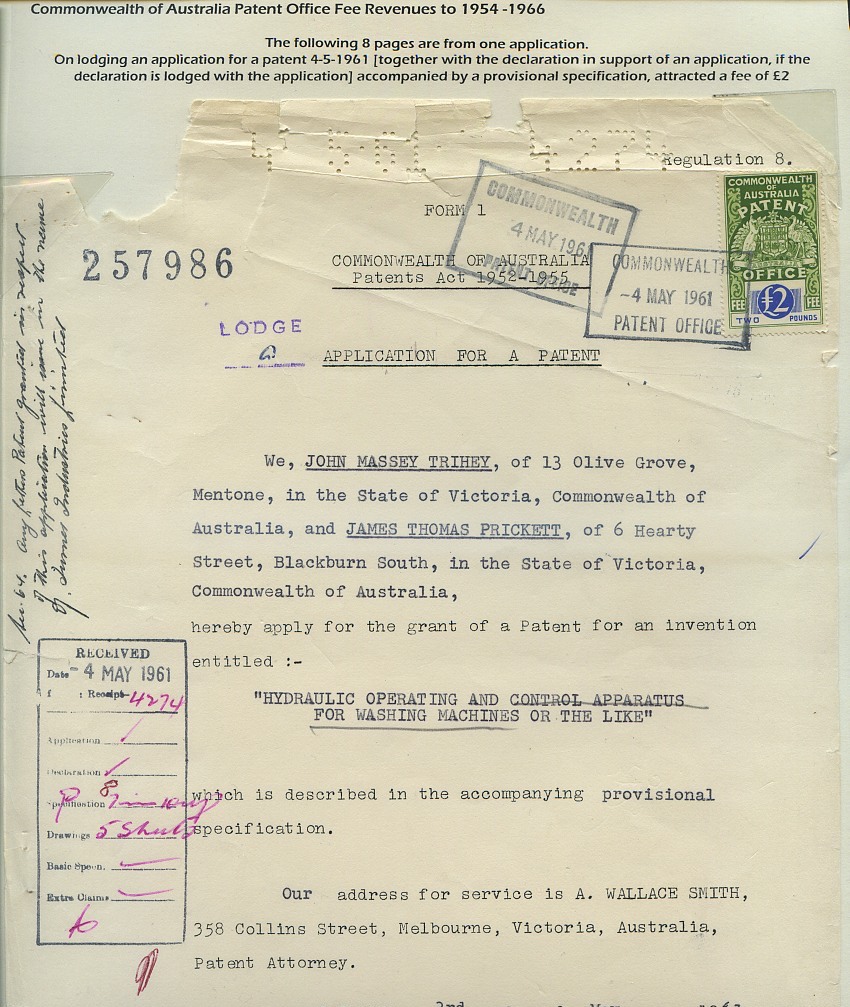 Commonwealth of Australia Patent Office Fee Revenues to 1954 -1966
The following 8 pages are from one application.
On lodging an application for a patent 4-5-1961 [together with the declaration in support of an application, if the
declaration is lodged with the application] accompanied by a provisional specification, attracted a fee of £2
4274
Regulation 8.
FORM 1
COMMONWEALTH
4 MAY 1961
PATENT OFFICE
COMMONWEALTH
OF
AUSTRALIA
PATENT
OFFICE
FEE £2 FEE
TWO POUNDS
257986
COMMONWEALTH OF AUSTRALIA
Patents Act 1952-1955
COMMONWEALTH
-4 MAY 1961
PATENT OFFICE
LODGE
APPLICATION FOR A PATENT
any letters Patent granted in respect
of this application will issue in the name
of Turner Industries Limited
We, JOHN MASSEY TRIHEY, of 13 Olive Grove,
Mentone, in the State of Victoria, Commonwealth of
Australia, and JAMES THOMAS PRICKETT, of 6 Hearty
Street, Blackburn South, in the State of Victoria,
Commonwealth of Australia,
hereby apply for the grant of a Patent for an invention
entitled :-
"HYDRAULIC OPERATING AND CONTROL APPARATUS
FOR WASHING MACHINES OR THE LIKE"
which is described in the accompanying provisional
specification.
Our address for service is A. WALLACE SMITH,
358 Collins Street, Melbourne, Victoria, Australia,
Patent Attorney.
RECEIVED
Date - 4 MAY 1961
£ : Receipt 4274
Application
Declaration
Specification
Drawings 5 Sheets
Basic Specn.
Extra Claims